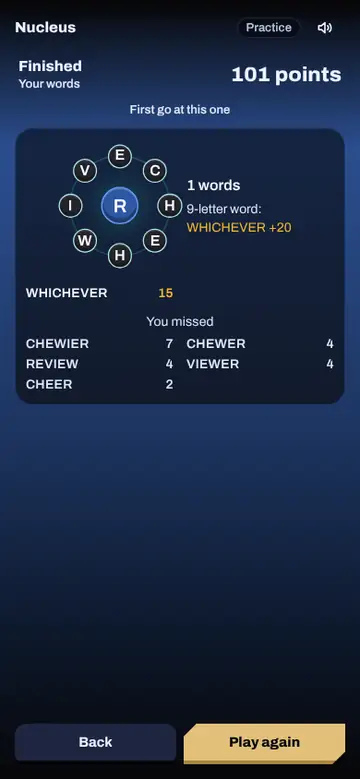 Nucleus
Practice
Finished
Your words
101 points
First go at this one
E
V C
I R H
W E
H
1 words
9-letter word:
WHICHEVER +20
WHICHEVER 15
You missed
CHEWIER 7 CHEWER 4
REVIEW 4 VIEWER 4
CHEER 2
Back
Play again